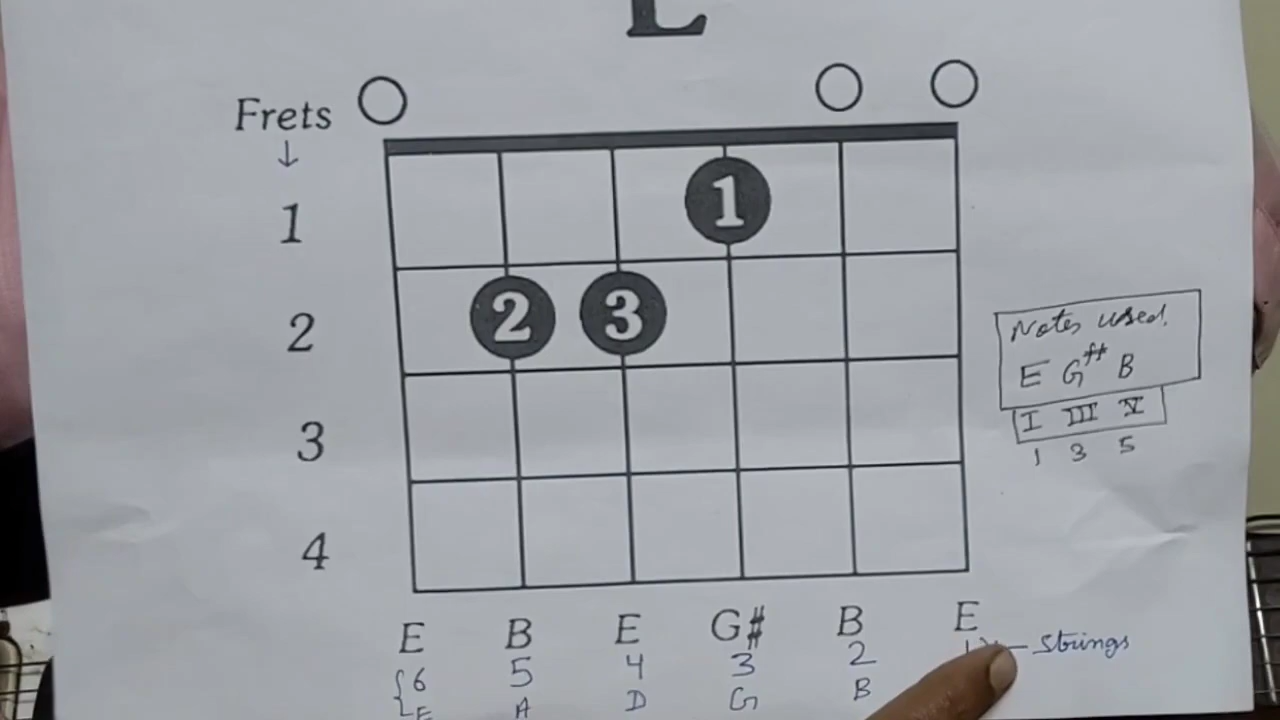 E
Frets
↓
1
1
2 3
2
Notes used.
E G## B
I III V
1 3 5
3
4
E B E G# B E
6 5 4 3 2 1 Strings
E A D G B